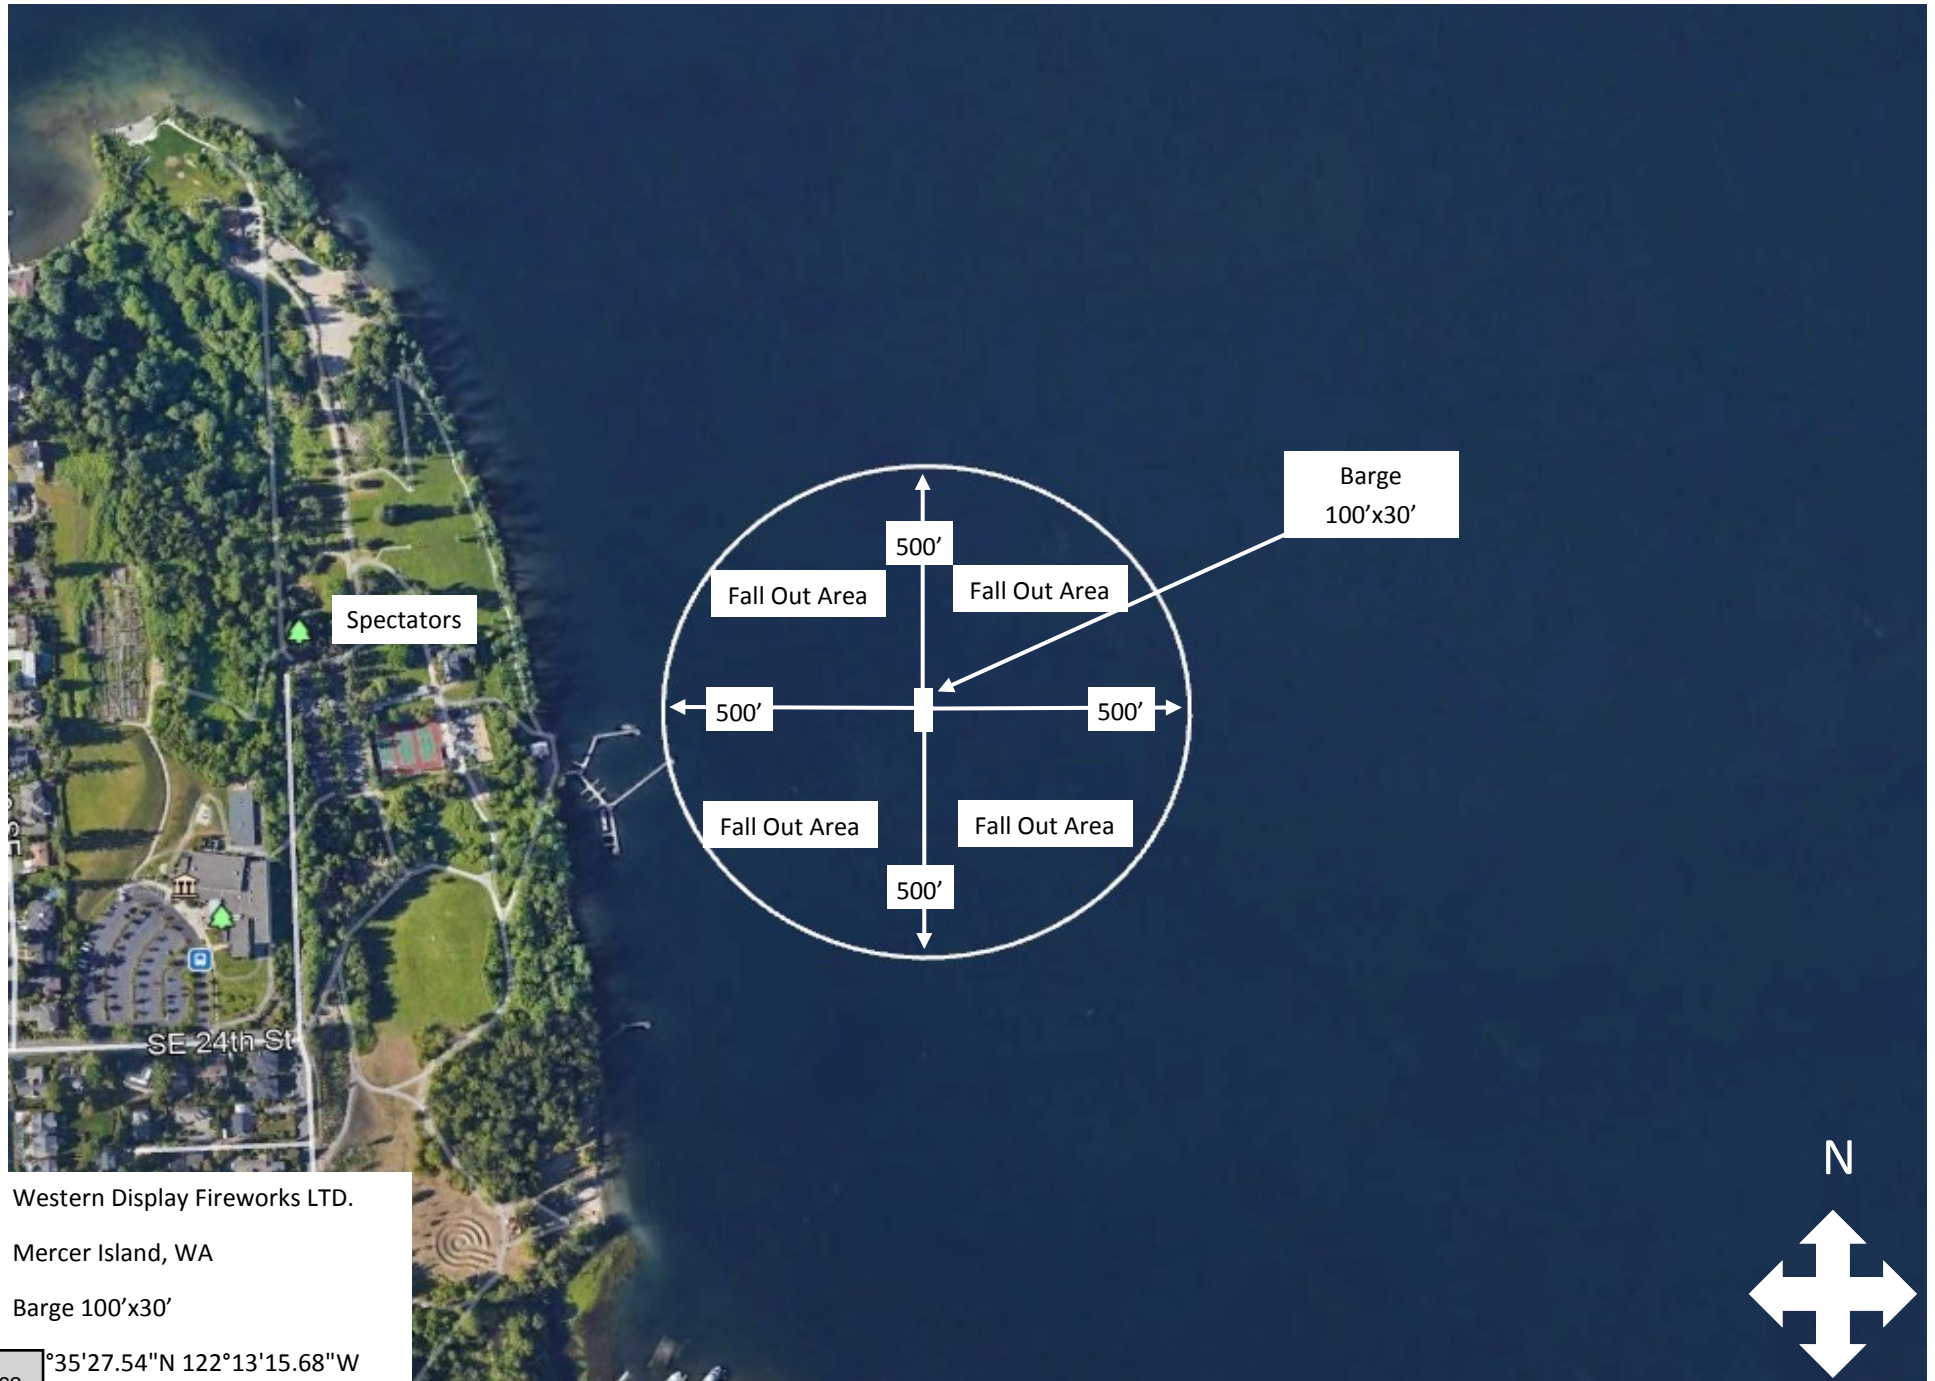 Barge
100’x30’
500’
Fall Out Area
Fall Out Area
Spectators
500’
500’
Fall Out Area
Fall Out Area
500’
SE 24th St
N
Western Display Fireworks LTD.
Mercer Island, WA
Barge 100’x30’
°35'27.54"N 122°13'15.68"W